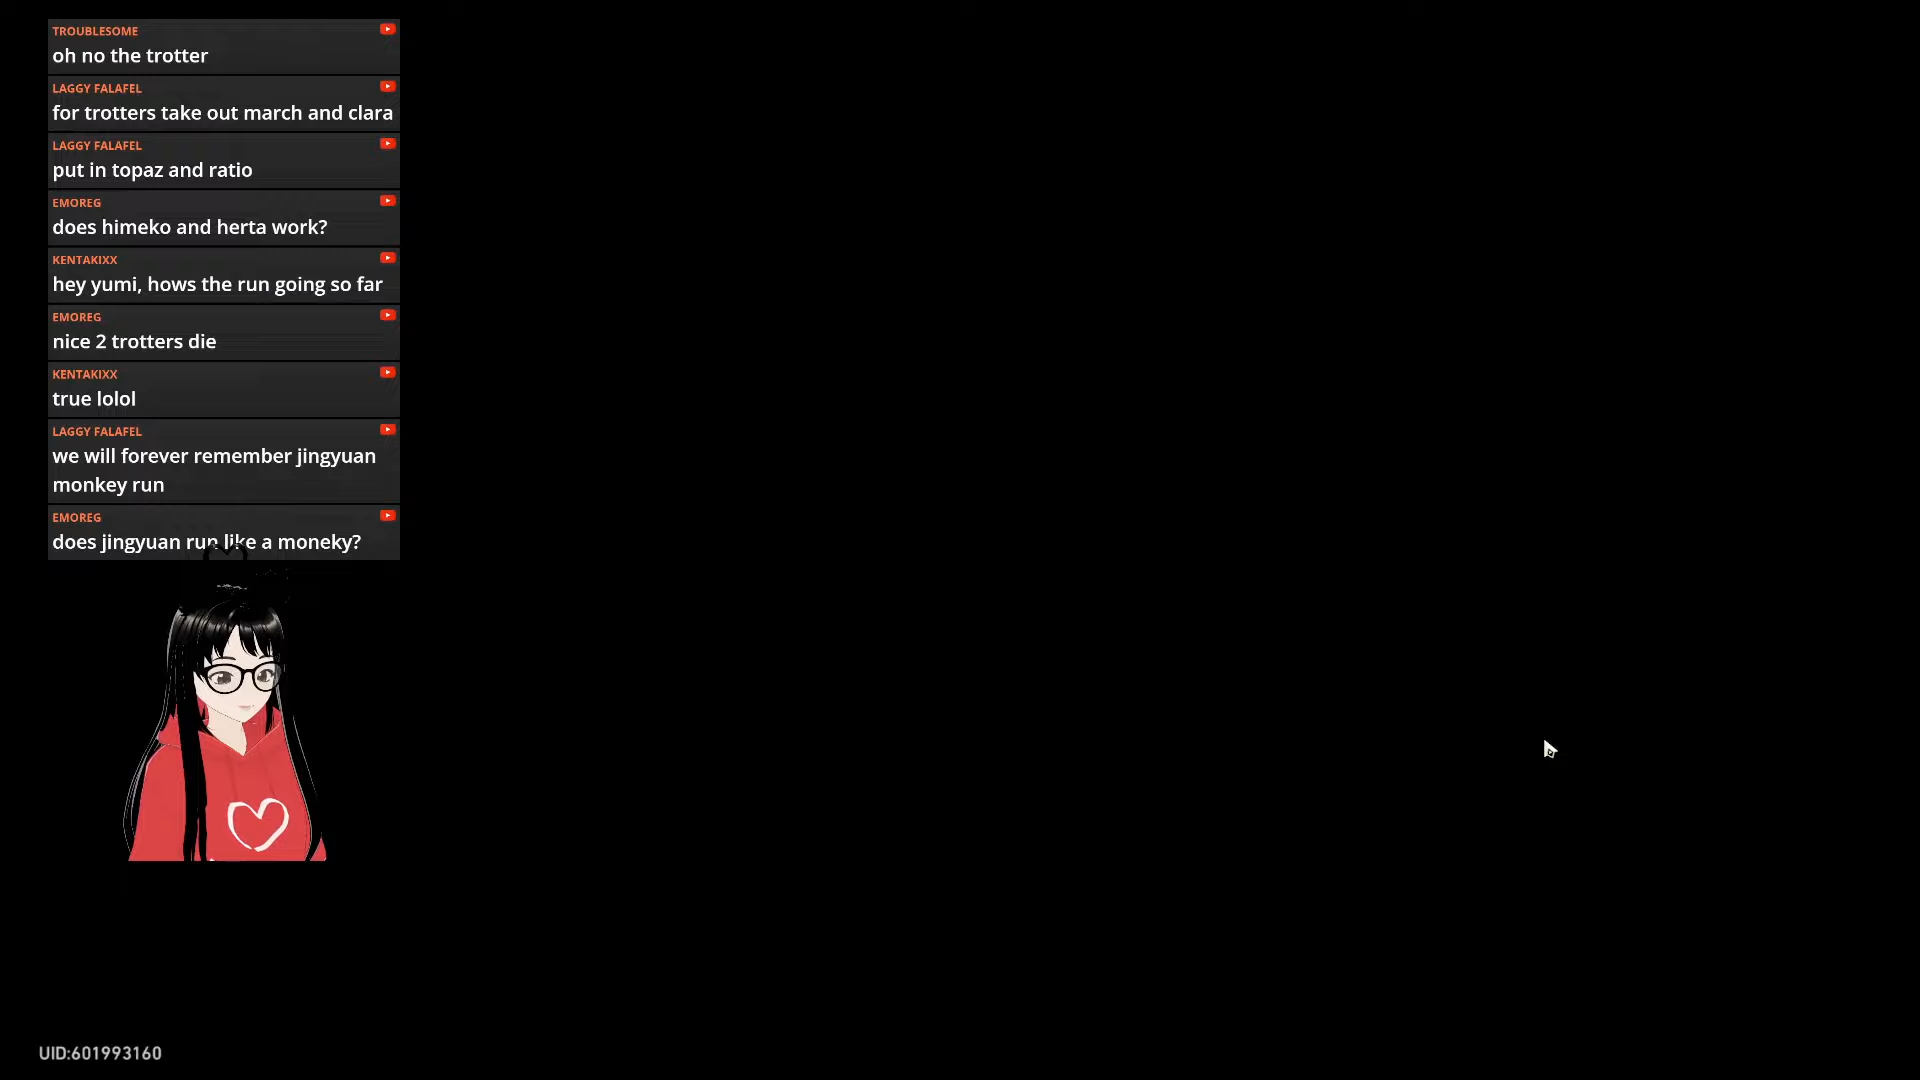 TROUBLESOME
oh no the trotter
LAGGY FALAFEL
for trotters take out march and clara
LAGGY FALAFEL
put in topaz and ratio
EMOREG
does himeko and herta work?
KENTAKIXX
hey yumi, hows the run going so far
EMOREG
nice 2 trotters die
KENTAKIXX
true lolol
LAGGY FALAFEL
we will forever remember jingyuan
monkey run
EMOREG
does jingyuan run like a moneky?
UID:601993160